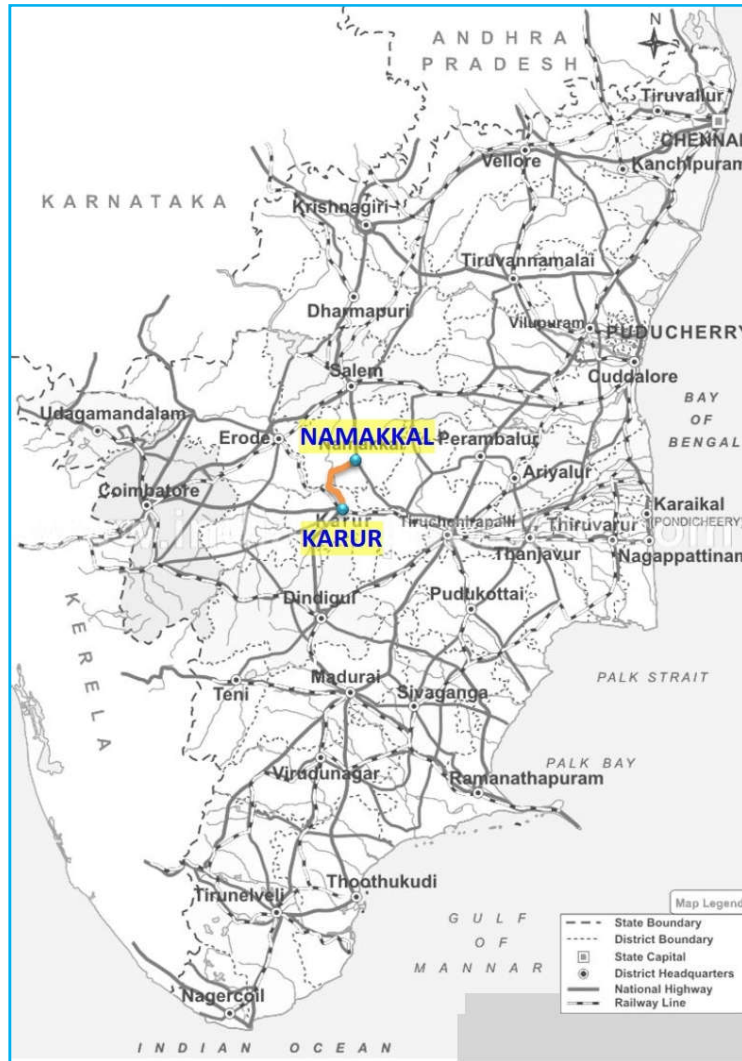 N
ANDHRA
PRADESH
Tiruvallur
CHENNAI
Vellore
Kanchipuram
KARNATAKA
Krishnagiri
Tiruvannamalai
Dharmapuri
Vilupuram
PUDUCHERRY
Salem
Cuddalore
BAY
OF
BENGAL
Udagamandalam
Erode
NAMAKKAL
Perambalur
Ariyalur
Coimbatore
Karaikal
(PONDICHEERY)
Karur
Tiruchchirapalli
Thiruvarur
KARUR
Thanjavur
Nagappattinam
Dindigul
Pudukottai
KERELA
Madurai
PALK STRAIT
Teni
Sivaganga
PALK BAY
Virudunagar
Ramanathapuram
Thoothukudi
Tirunelveli
GULF
OF
MANNAR
Map Legend
State Boundary
District Boundary
State Capital
District Headquarters
National Highway
Railway Line
Nagercoil
INDIAN OCEAN